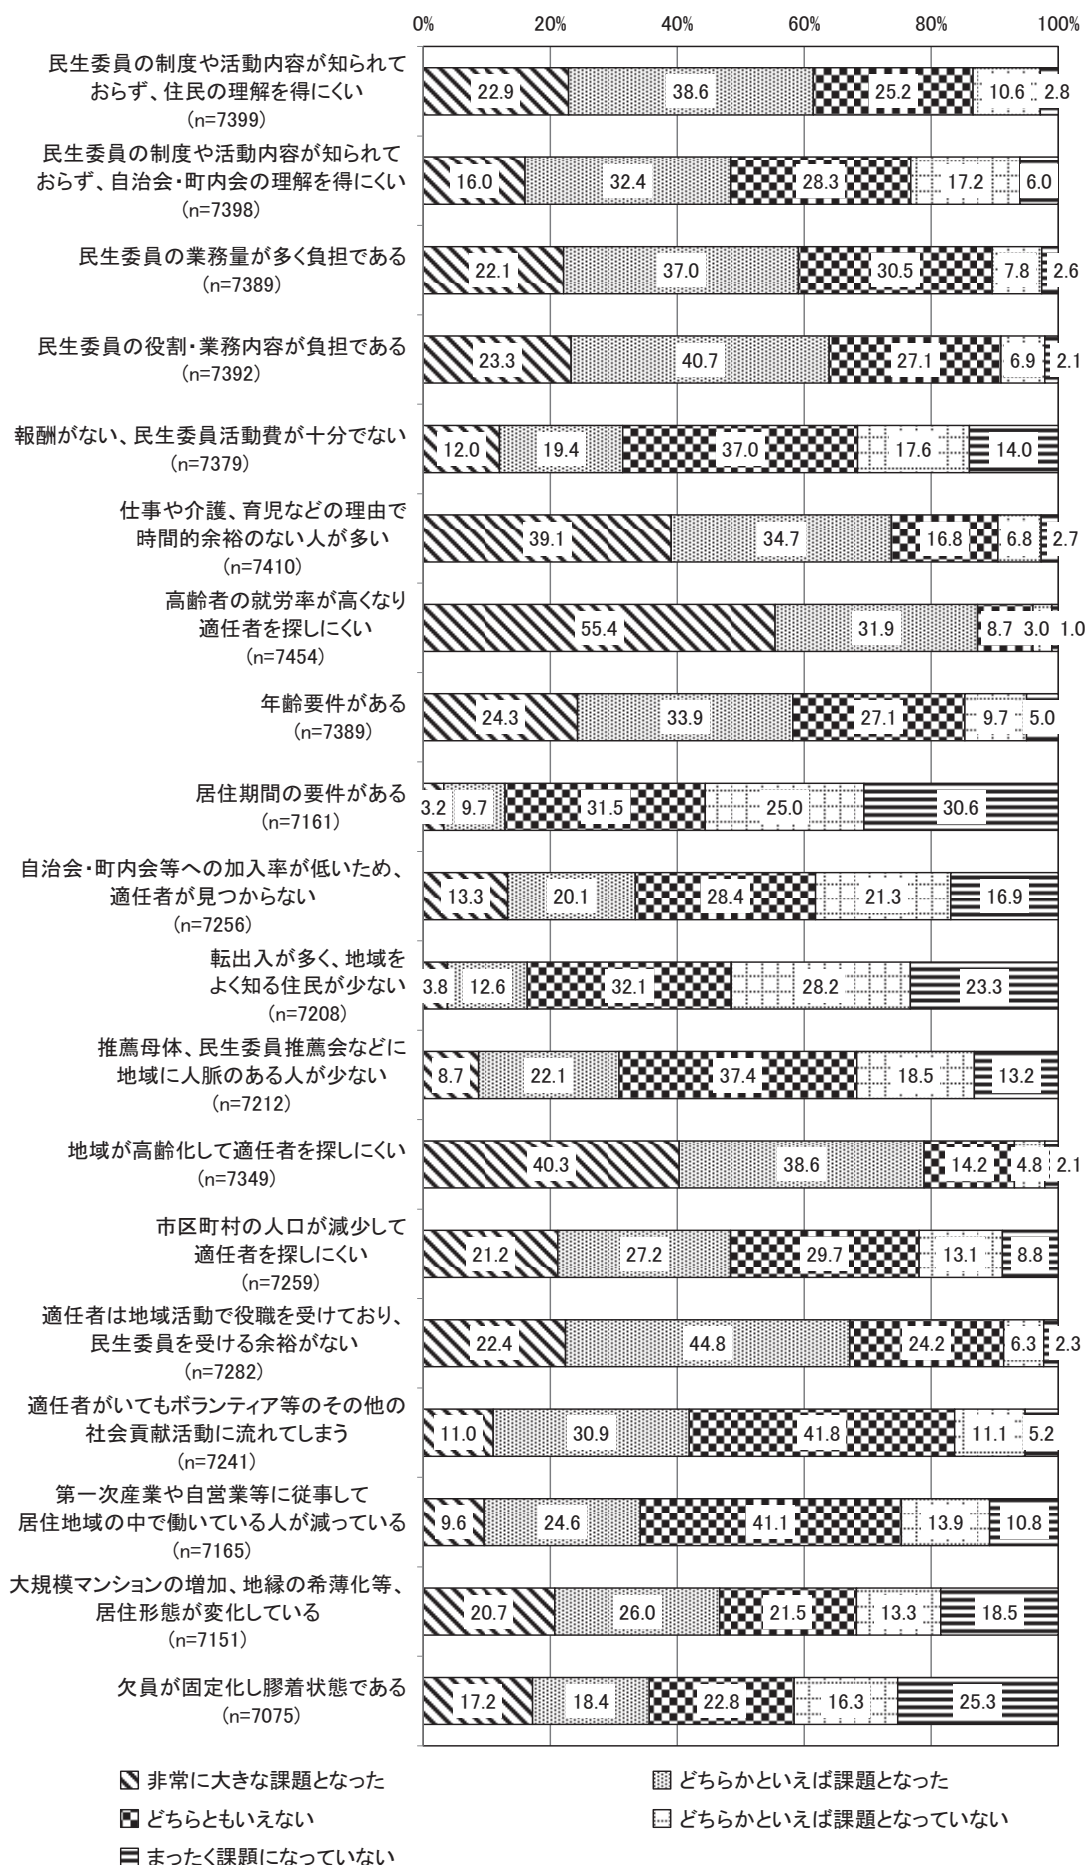 0% 20% 40% 60% 80% 100%
民生委員の制度や活動内容が知られて
おらず、住民の理解を得にくい
(n=7399)
22.9 38.6 25.2 10.6 2.8
民生委員の制度や活動内容が知られて
おらず、自治会・町内会の理解を得にくい
(n=7398)
16.0 32.4 28.3 17.2 6.0
民生委員の業務量が多く負担である
(n=7389)
22.1 37.0 30.5 7.8 2.6
民生委員の役割・業務内容が負担である
(n=7392)
23.3 40.7 27.1 6.9 2.1
報酬がない、民生委員活動費が十分でない
(n=7379)
12.0 19.4 37.0 17.6 14.0
仕事や介護、育児などの理由で
時間的余裕のない人が多い
(n=7410)
39.1 34.7 16.8 6.8 2.7
高齢者の就労率が高くなり
適任者を探しにくい
(n=7454)
55.4 31.9 8.7 3.0 1.0
年齢要件がある
(n=7389)
24.3 33.9 27.1 9.7 5.0
居住期間の要件がある
(n=7161)
3.2 9.7 31.5 25.0 30.6
自治会・町内会等への加入率が低いため、
適任者が見つからない
(n=7256)
13.3 20.1 28.4 21.3 16.9
転出入が多く、地域を
よく知る住民が少ない
(n=7208)
3.8 12.6 32.1 28.2 23.3
推薦母体、民生委員推薦会などに
地域に人脈のある人が少ない
(n=7212)
8.7 22.1 37.4 18.5 13.2
地域が高齢化して適任者を探しにくい
(n=7349)
40.3 38.6 14.2 4.8 2.1
市区町村の人口が減少して
適任者を探しにくい
(n=7259)
21.2 27.2 29.7 13.1 8.8
適任者は地域活動で役職を受けており、
民生委員を受ける余裕がない
(n=7282)
22.4 44.8 24.2 6.3 2.3
適任者がいてもボランティア等のその他の
社会貢献活動に流れてしまう
(n=7241)
11.0 30.9 41.8 11.1 5.2
第一次産業や自営業等に従事して
居住地域の中で働いている人が減っている
(n=7165)
9.6 24.6 41.1 13.9 10.8
大規模マンションの増加、地縁の希薄化等、
居住形態が変化している
(n=7151)
20.7 26.0 21.5 13.3 18.5
欠員が固定化し膠着状態である
(n=7075)
17.2 18.4 22.8 16.3 25.3
非常に大きな課題となった どちらかといえば課題となった
どちらともいえない どちらかといえば課題となっていない
まったく課題になっていない